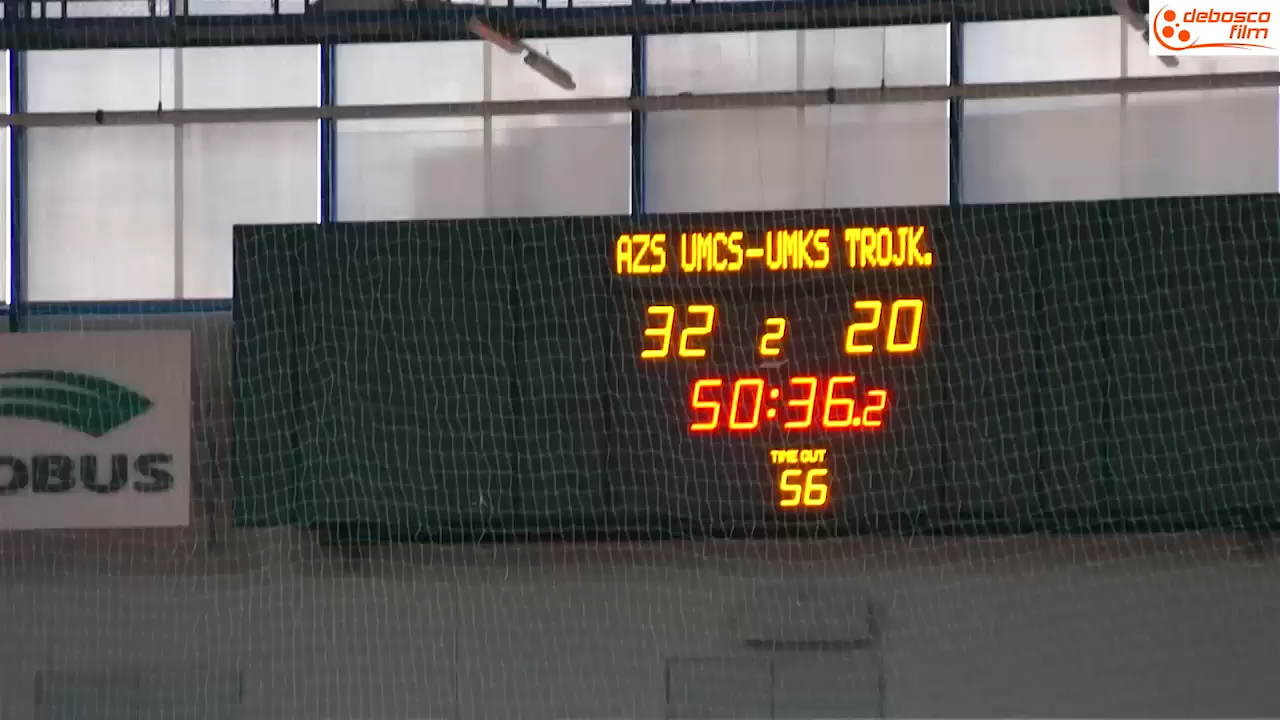 debosco
film
AZS UMCS-UMKS TROJK.
32 2 20
50:36.2
TIME OUT
56
OBUS